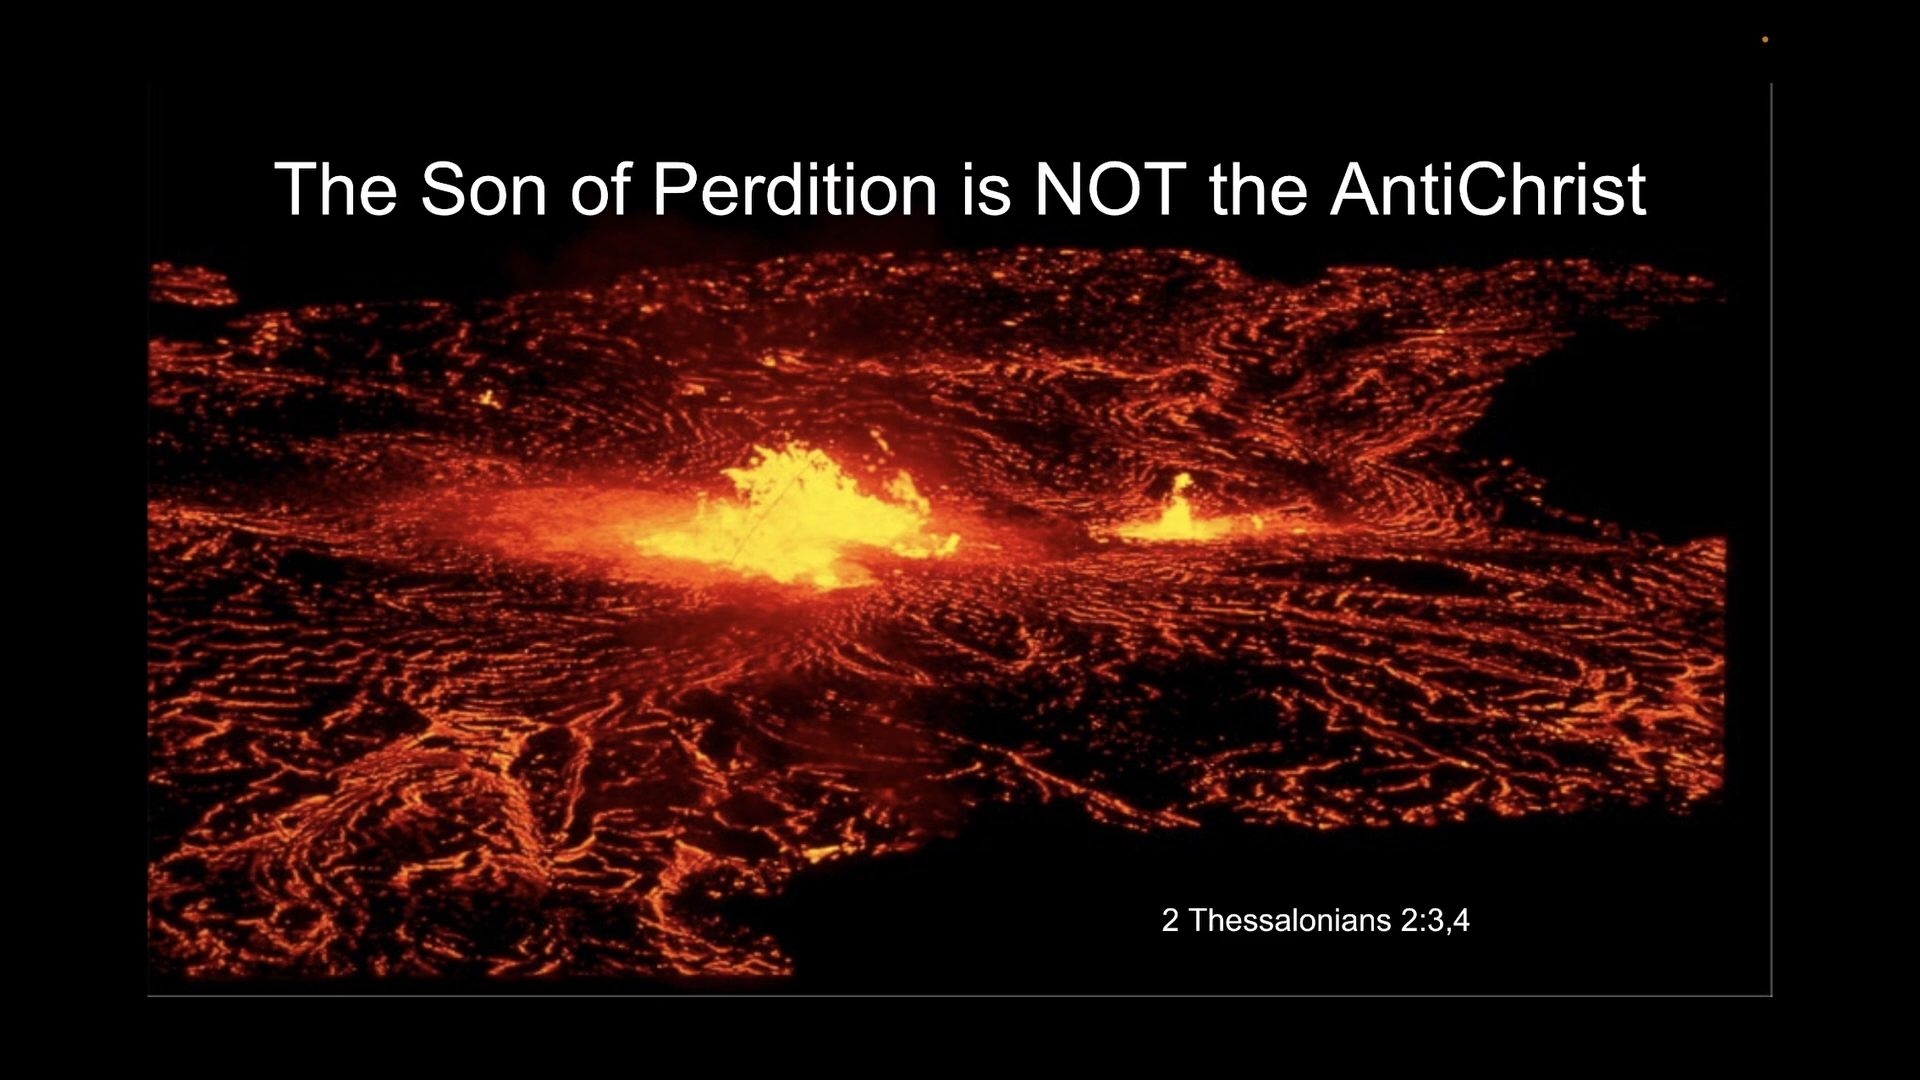 The Son of Perdition is NOT the AntiChrist
2 Thessalonians 2:3,4